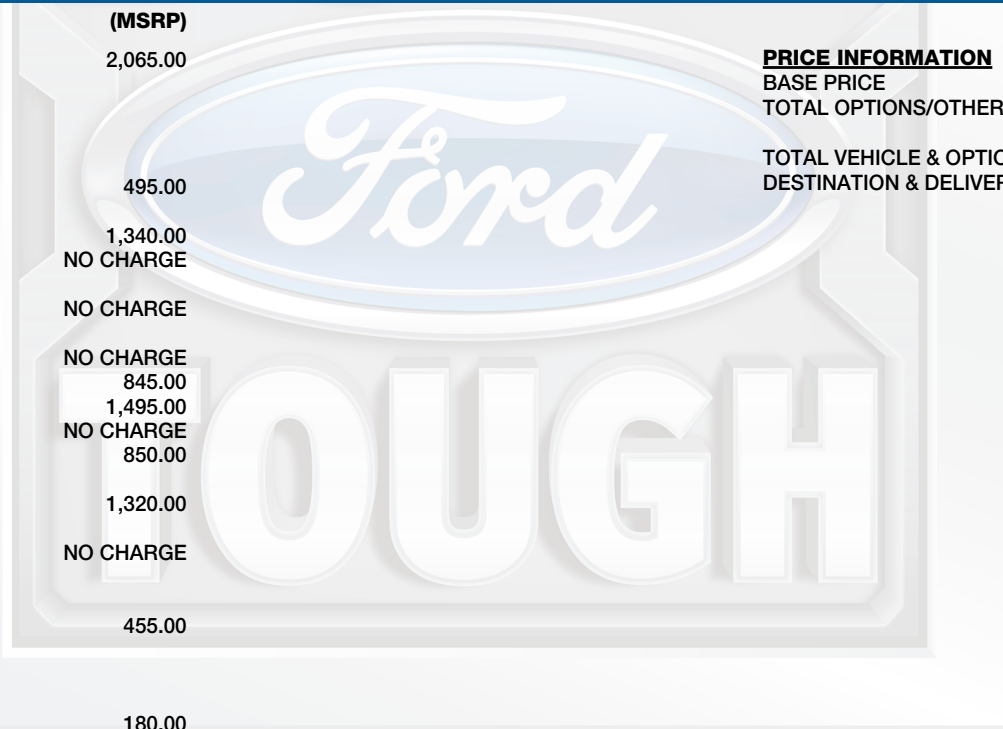 (MSRP)
2,065.00
495.00
1,340.00
NO CHARGE
NO CHARGE
NO CHARGE
845.00
1,495.00
NO CHARGE
850.00
1,320.00
NO CHARGE
455.00
180.00
PRICE INFORMATION
BASE PRICE
TOTAL OPTIONS/OTHER
TOTAL VEHICLE & OPTIO
DESTINATION & DELIVER
Ford
TOUGH